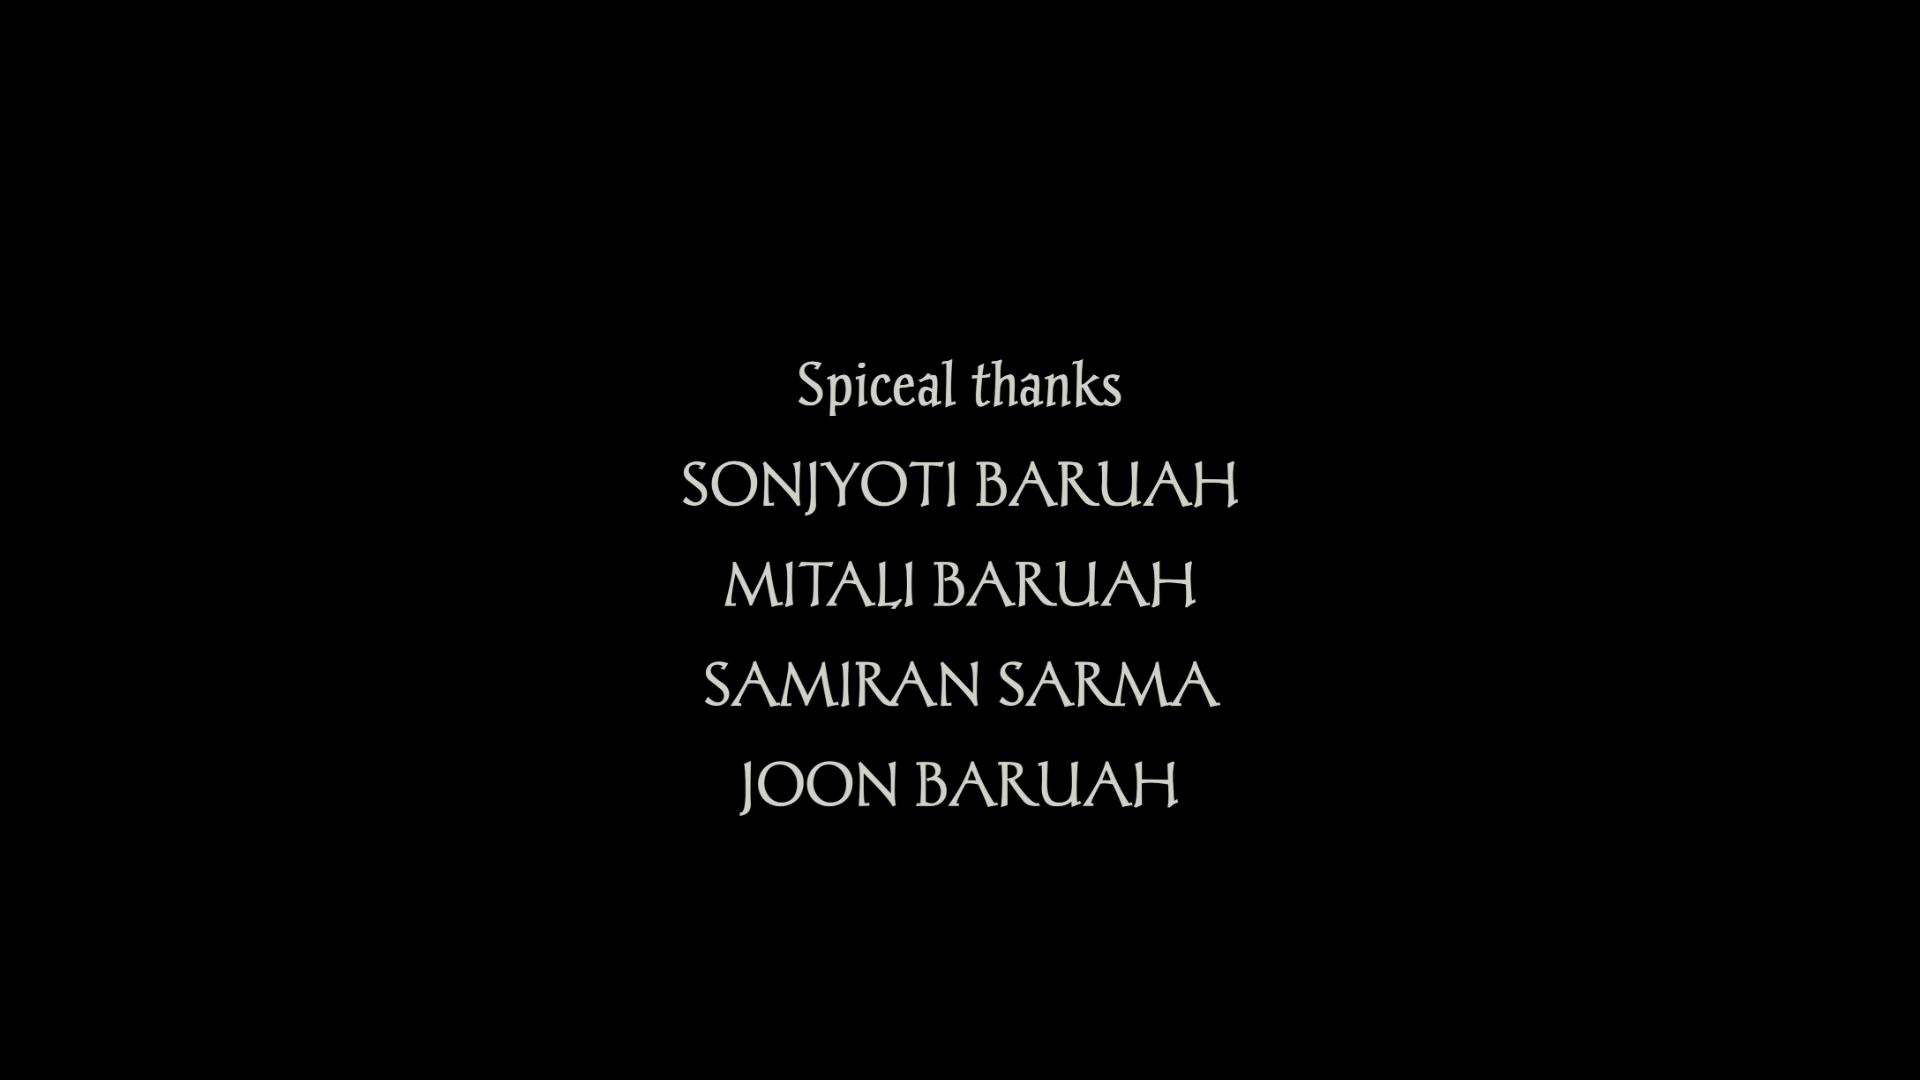 Spiceal thanks
SONJYOTI BARUAH
MITALI BARUAH
SAMIRAN SARMA
JOON BARUAH